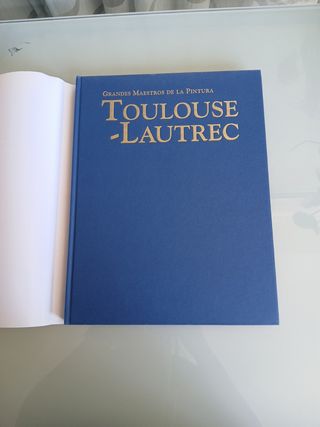 Grandes Maestros de la Pintura
Toulouse
-Lautrec